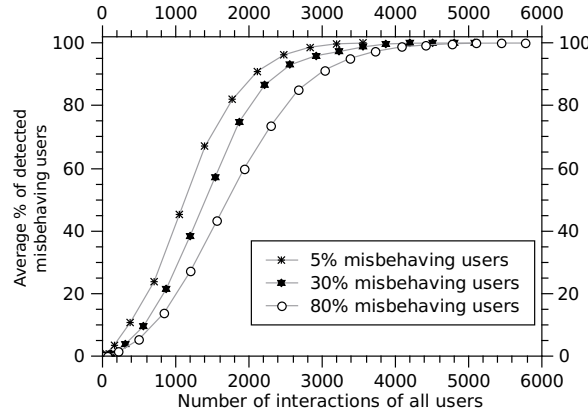 0 1000 2000 3000 4000 5000 6000
100 100
80 80
60 60
40 40
20 20
0 0
Average % of detected
misbehaving users
5% misbehaving users
30% misbehaving users
80% misbehaving users
0 1000 2000 3000 4000 5000 6000
Number of interactions of all users